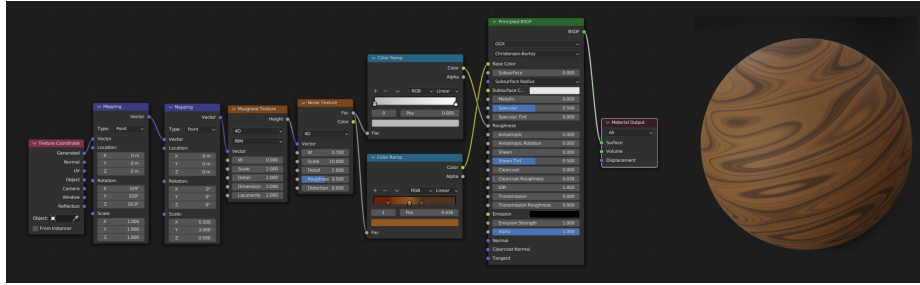 Texture Coordinate
Generated
Normal
UV
Object
Camera
Window
Reflection
Object:
From Instancer
Mapping
Vector
Type: Point
Vector
Location:
X 0 m
Y 0 m
Z 0 m
Rotation:
X 329°
Y 329°
Z 16.9°
Scale:
X 1.000
Y 1.000
Z 1.000
Mapping
Vector
Type: Point
Vector
Location:
X 0 m
Y 0 m
Z 0 m
Rotation:
X 0°
Y 0°
Z 0°
Scale:
X 0.500
Y 3.000
Z 0.500
Musgrave Texture
Height
4D
fBM
Vector
W 0.000
Scale 2.000
Detail 2.000
Dimension 1.000
Lacunarity 2.000
Noise Texture
Fac
Color
4D
Vector
W 0.700
Scale 10.000
Detail 2.000
Roughness 0.500
Distortion 0.000
Color Ramp
Color
Alpha
+ − RGB Linear
0 Pos 0.000
Fac
Color Ramp
Color
Alpha
+ − RGB Linear
1 Pos 0.436
Fac
Principled BSDF
BSDF
GGX
Christensen-Burley
Base Color
Subsurface 0.000
Subsurface Radius
Subsurface C...
Metallic 0.000
Specular 0.500
Specular Tint 0.000
Roughness
Anisotropic 0.000
Anisotropic Rotation 0.000
Sheen 0.000
Sheen Tint 0.500
Clearcoat 0.000
Clearcoat Roughness 0.030
IOR 1.450
Transmission 0.000
Transmission Roughness 0.000
Emission
Emission Strength 1.000
Alpha 1.000
Normal
Clearcoat Normal
Tangent
Material Output
All
Surface
Volume
Displacement